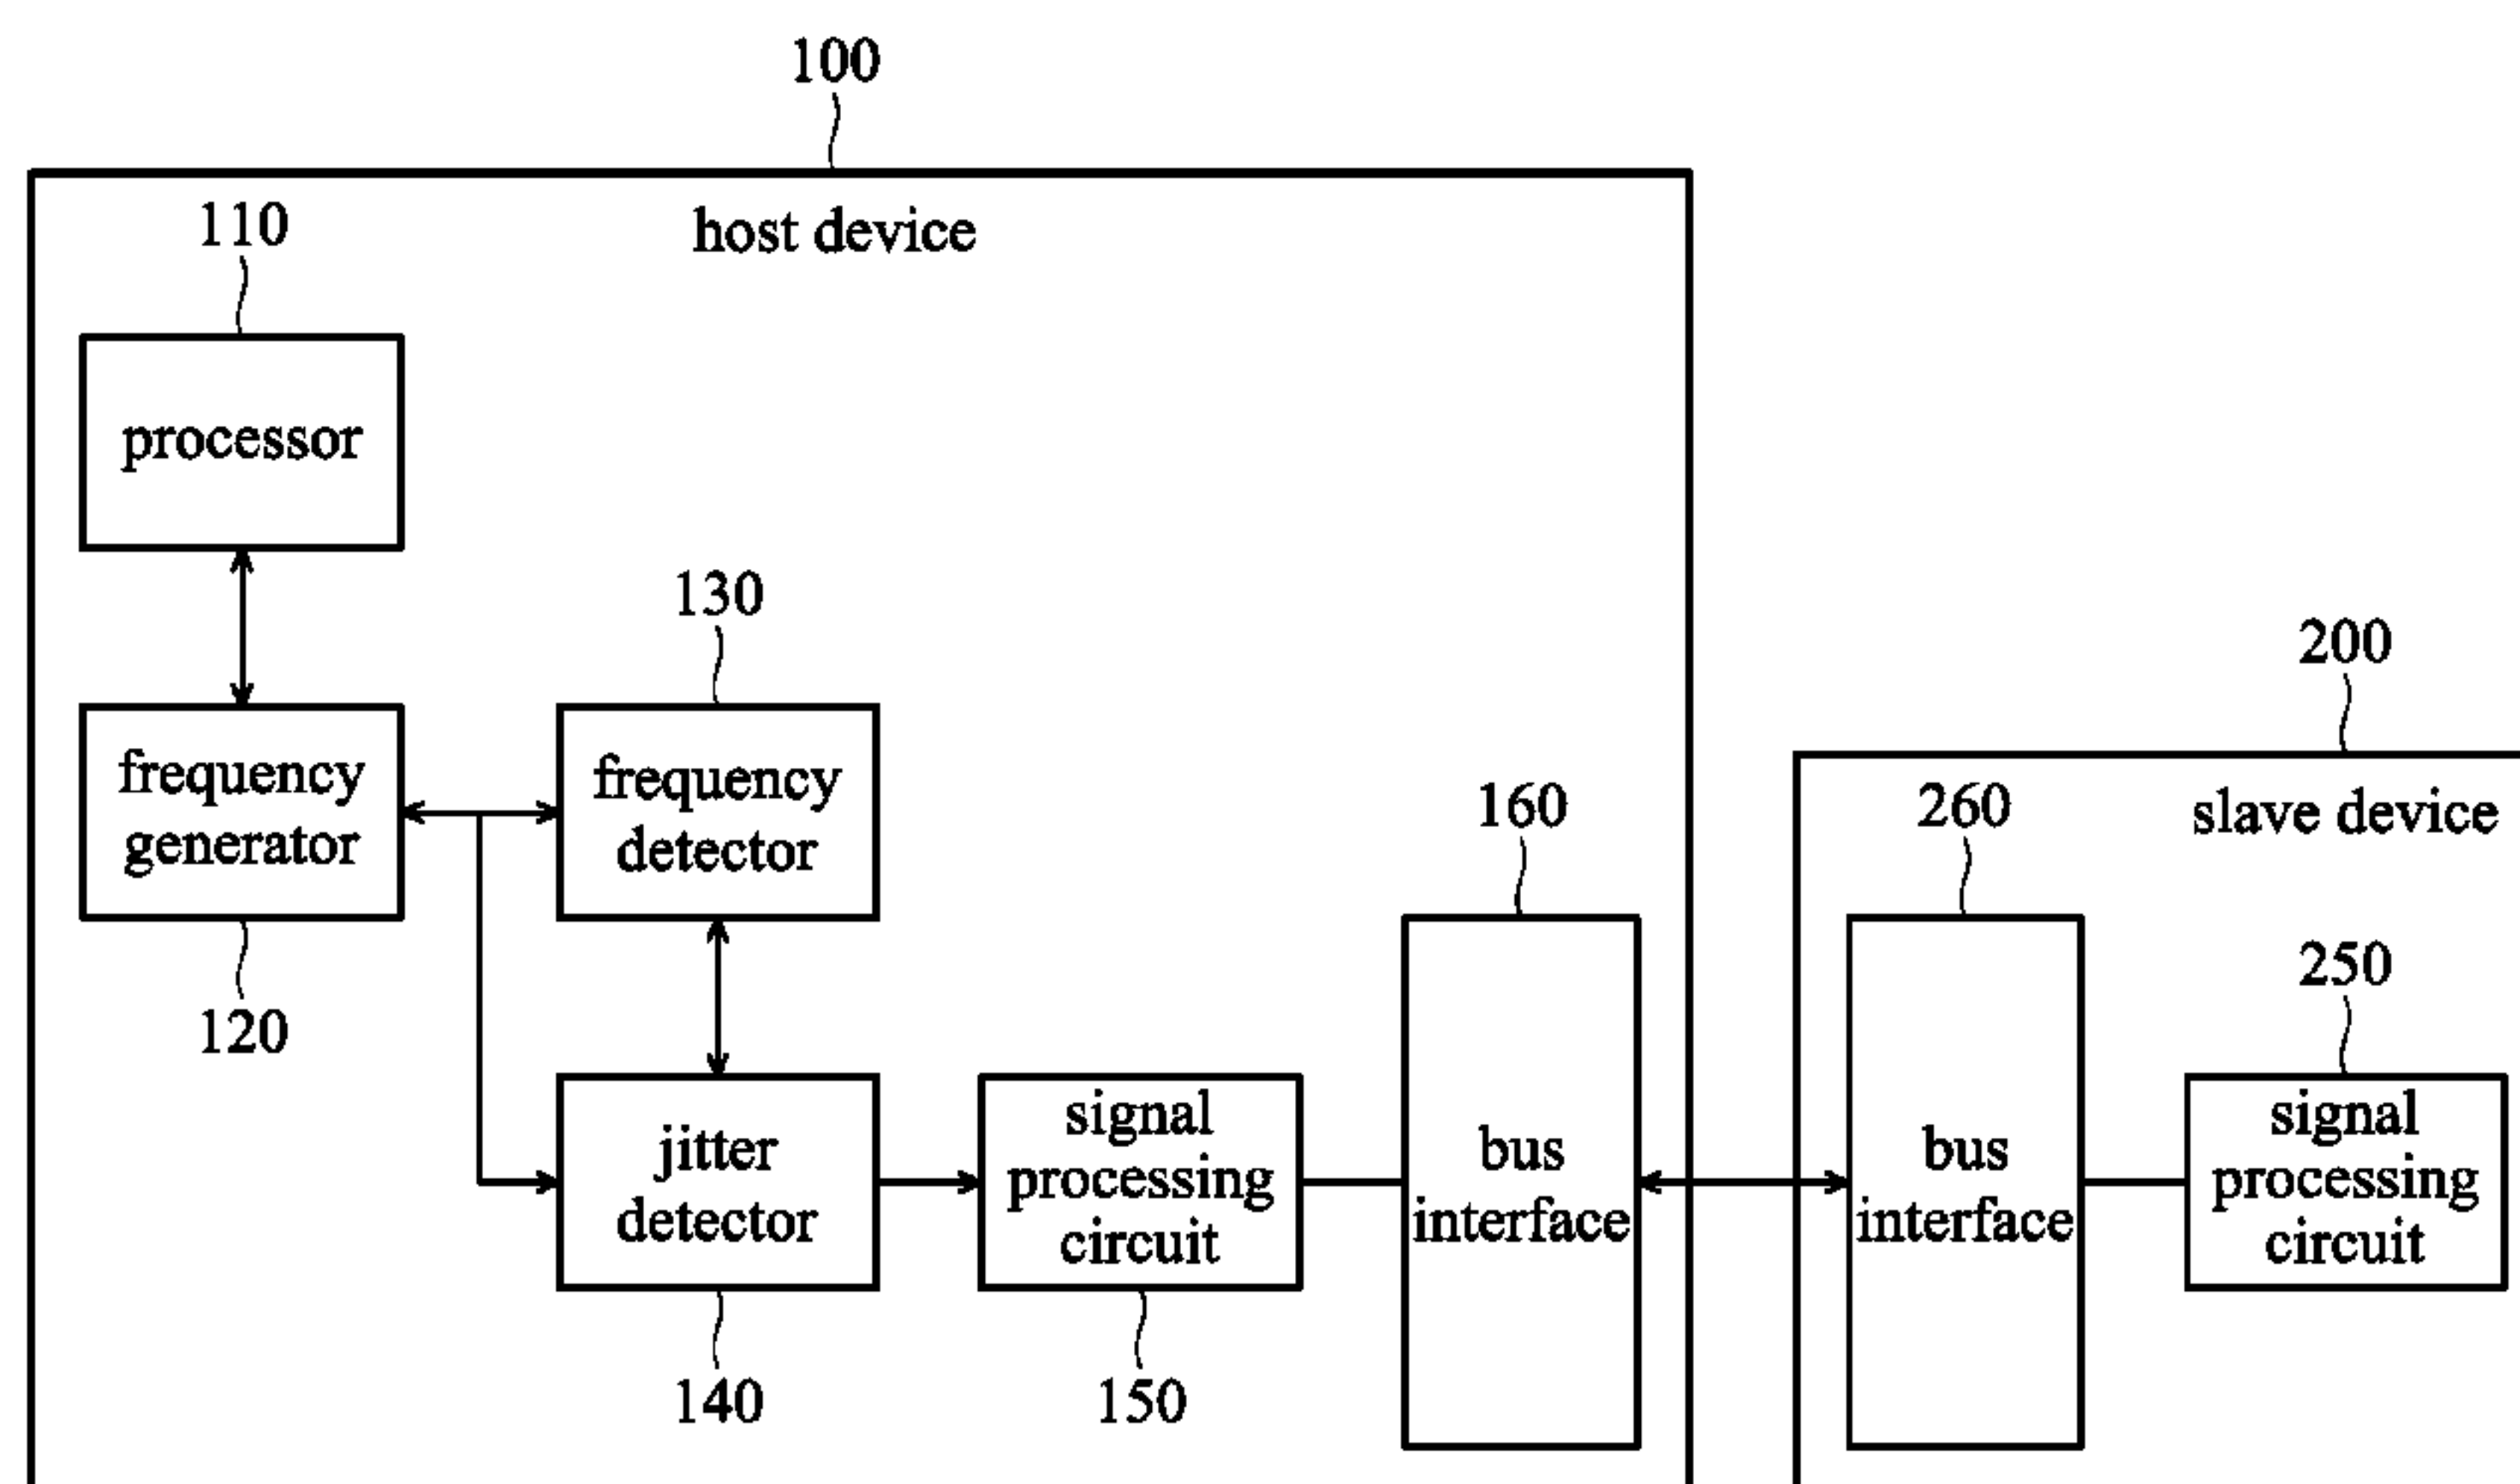 100
host device
110
processor
130
200
frequency
generator
frequency
detector
160
260
slave device
250
120
jitter
detector
signal
processing
circuit
bus
interface
bus
interface
signal
processing
circuit
140
150